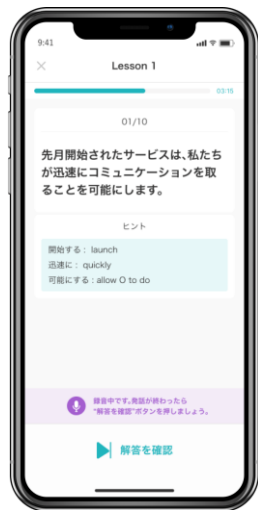 9:41
Lesson 1
03:15
01/10
先月開始されたサービスは、私たち
が迅速にコミュニケーションを取
ることを可能にします。
ヒント
開始する： launch
迅速に： quickly
可能にする : allow O to do
録音中です。発話が終わったら
"解答を確認"ボタンを押しましょう。
解答を確認